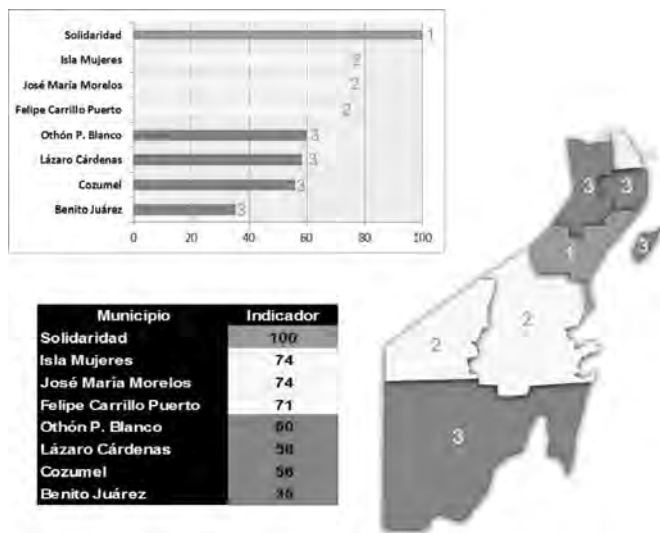 Solidaridad 1
Isla Mujeres 2
José María Morelos 2
Felipe Carrillo Puerto 2
Othón P. Blanco 3
Lázaro Cárdenas 3
Cozumel 3
Benito Juárez 3
0 20 40 60 80 100
Municipio Indicador
Solidaridad 100
Isla Mujeres 74
José María Morelos 74
Felipe Carrillo Puerto 71
Othón P. Blanco 60
Lázaro Cárdenas 58
Cozumel 56
Benito Juárez 35
3 3
1 3
2 2
3